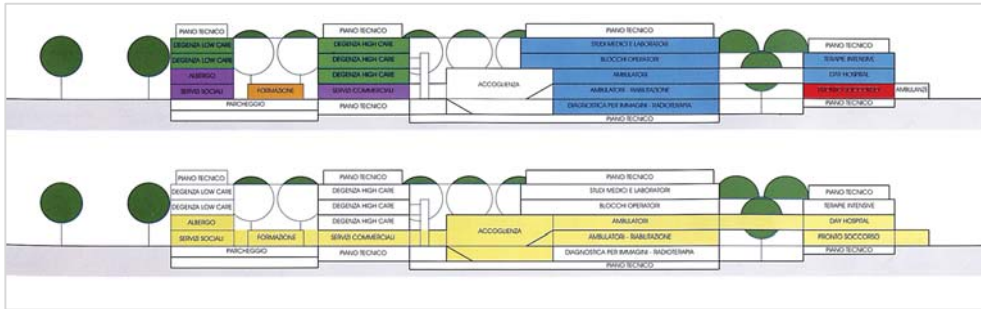 PIANO TECNICO PIANO TECNICO PIANO TECNICO
DEGENZA LOW CARE DEGENZA HIGH CARE STUDI MEDICI E LABORATORI PIANO TECNICO
DEGENZA LOW CARE DEGENZA HIGH CARE BLOCCHI OPERATORI TERAPIE INTENSIVE
ALBERGO DEGENZA HIGH CARE ACCOGLIENZA AMBULATORI DAY HOSPITAL
SERVIZI SOCIALI FORMAZIONE SERVIZI COMMERCIALI AMBULATORI - RIABILITAZIONE AMBULANZE
PARCHEGGIO PIANO TECNICO DIAGNOSTICA PER IMMAGINI - RADIOTERAPIA PIANO TECNICO
PIANO TECNICO
PIANO TECNICO PIANO TECNICO PIANO TECNICO
DEGENZA LOW CARE DEGENZA HIGH CARE STUDI MEDICI E LABORATORI PIANO TECNICO
DEGENZA LOW CARE DEGENZA HIGH CARE BLOCCHI OPERATORI TERAPIE INTENSIVE
ALBERGO DEGENZA HIGH CARE ACCOGLIENZA AMBULATORI DAY HOSPITAL
SERVIZI SOCIALI FORMAZIONE SERVIZI COMMERCIALI AMBULATORI - RIABILITAZIONE PRONTO SOCCORSO
PARCHEGGIO PIANO TECNICO DIAGNOSTICA PER IMMAGINI - RADIOTERAPIA PIANO TECNICO
PIANO TECNICO